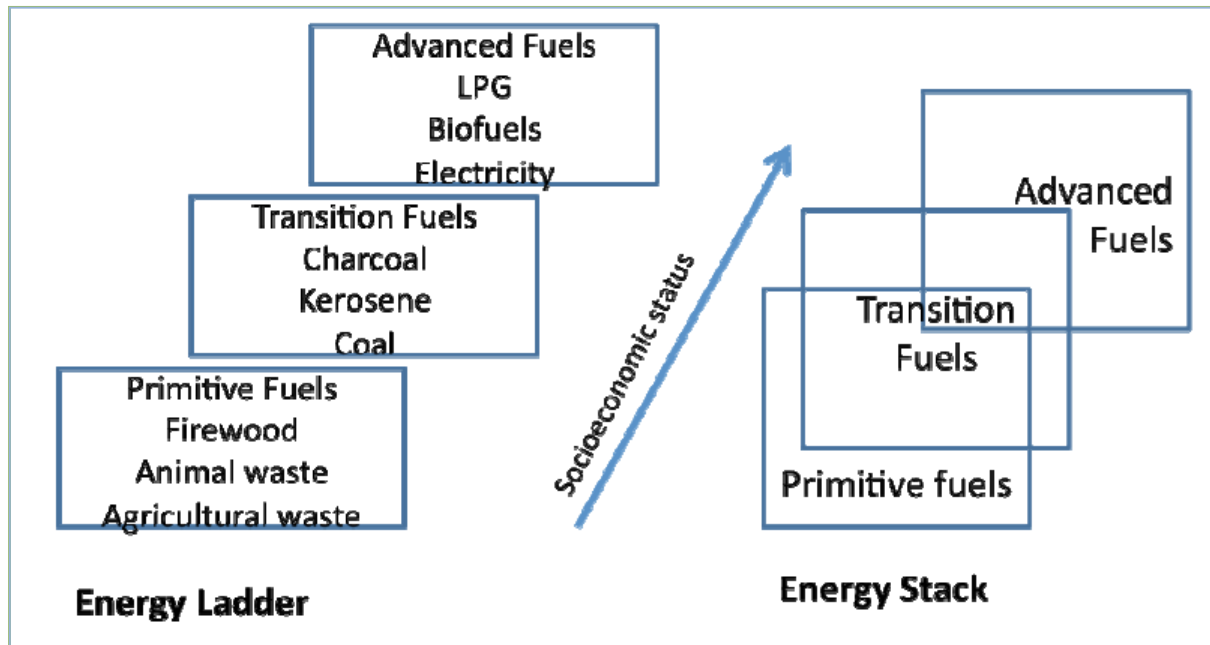 Advanced Fuels
LPG
Biofuels
Electricity
Transition Fuels
Charcoal
Kerosene
Coal
Primitive Fuels
Firewood
Animal waste
Agricultural waste
Energy Ladder
Socioeconomic status
Advanced
Fuels
Transition
Fuels
Primitive fuels
Energy Stack